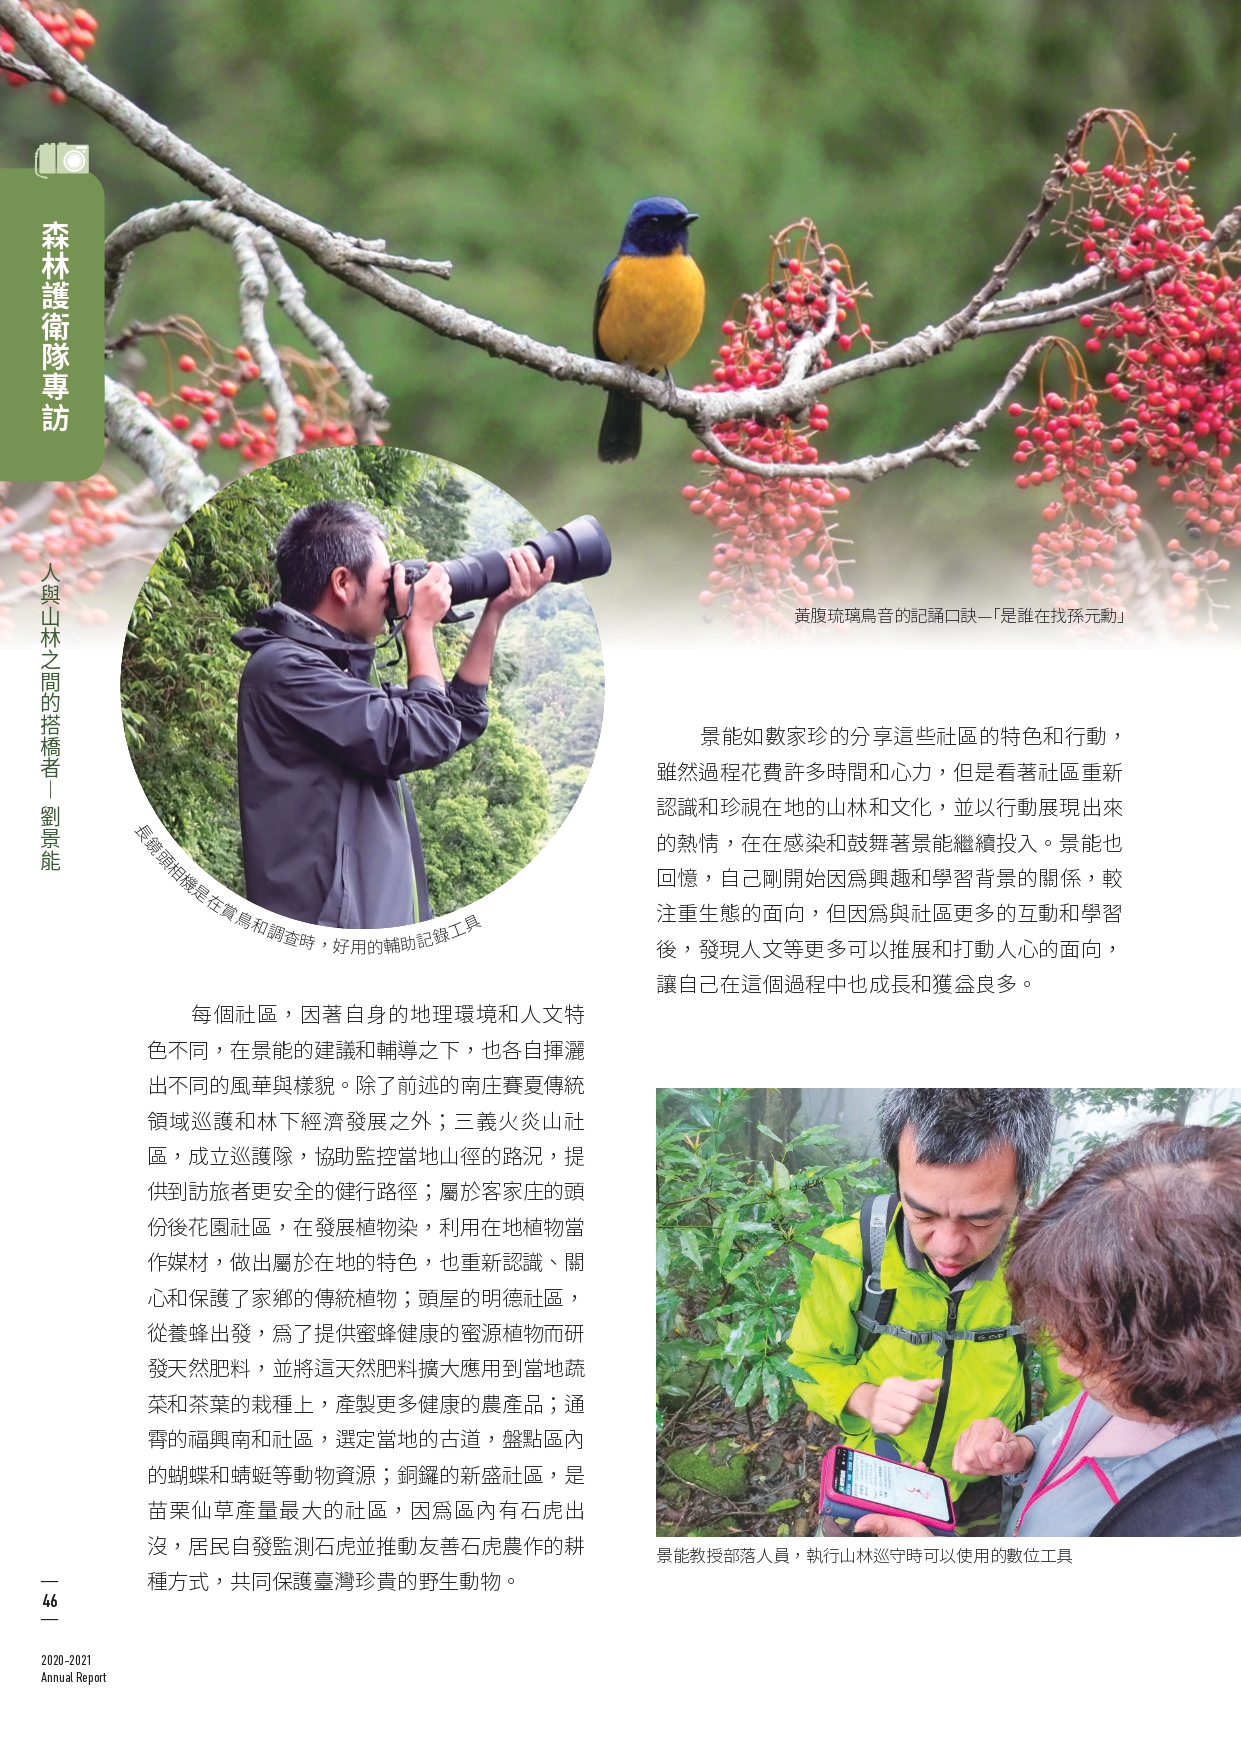 森林護衛隊專訪
人與山林之間的搭橋者— 劉景能
黃腹琉璃鳥音的記誦口訣—「是誰在找孫元勳」
長鏡頭相機是在賞鳥和調查時，好用的輔助記錄工具
每個社區，因著自身的地理環境和人文特
色不同，在景能的建議和輔導之下，也各自揮灑
出不同的風華與樣貌。除了前述的南庄賽夏傳統
領域巡護和林下經濟發展之外；三義火炎山社
區，成立巡護隊，協助監控當地山徑的路況，提
供到訪旅者更安全的健行路徑；屬於客家庄的頭
份後花園社區，在發展植物染，利用在地植物當
作媒材，做出屬於在地的特色，也重新認識、關
心和保護了家鄉的傳統植物；頭屋的明德社區，
從養蜂出發，為了提供蜜蜂健康的蜜源植物而研
發天然肥料，並將這天然肥料擴大應用到當地蔬
菜和茶葉的栽種上，產製更多健康的農產品；通
霄的福興南和社區，選定當地的古道，盤點區內
的蝴蝶和蜻蜓等動物資源；銅鑼的新盛社區，是
苗栗仙草產量最大的社區，因為區內有石虎出
沒，居民自發監測石虎並推動友善石虎農作的耕
種方式，共同保護臺灣珍貴的野生動物。
景能如數家珍的分享這些社區的特色和行動，
雖然過程花費許多時間和心力，但是看著社區重新
認識和珍視在地的山林和文化，並以行動展現出來
的熱情，在在感染和鼓舞著景能繼續投入。景能也
回憶，自己剛開始因為興趣和學習背景的關係，較
注重生態的面向，但因為與社區更多的互動和學習
後，發現人文等更多可以推展和打動人心的面向，
讓自己在這個過程中也成長和獲益良多。
景能教授部落人員，執行山林巡守時可以使用的數位工具
46
2020-2021
Annual Report